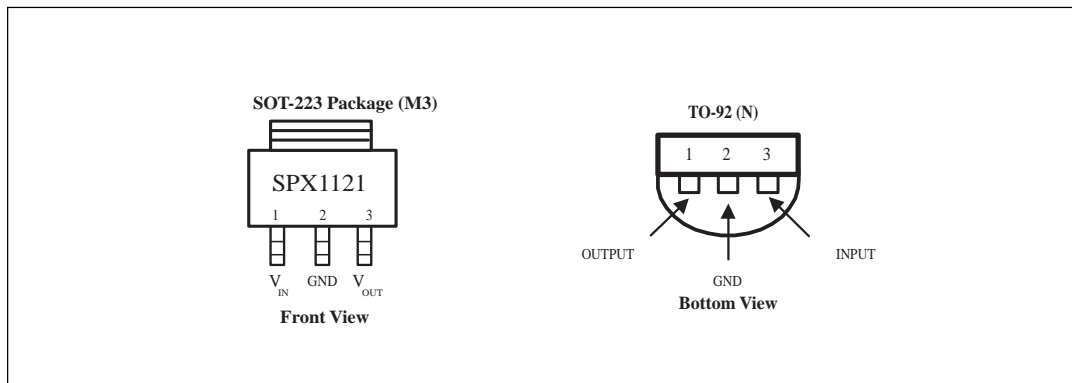 SOT-223 Package (M3)
SPX1121
1 2 3
VIN GND VOUT
Front View
TO-92 (N)
1 2 3
OUTPUT
GND
INPUT
Bottom View